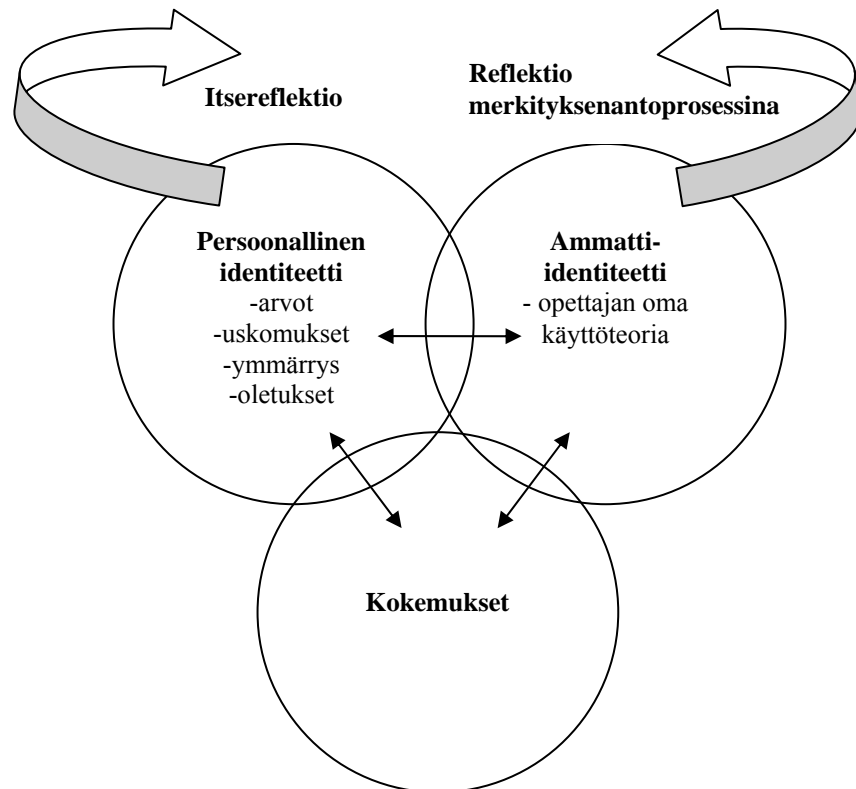 Itsereflektio
Reflektio
merkityksenantoprosessina
Persoonallinen
identiteetti
-arvot
-uskomukset
-ymmärrys
-oletukset
Ammatti-
identiteetti
- opettajan oma
käyttöteoria
Kokemukset